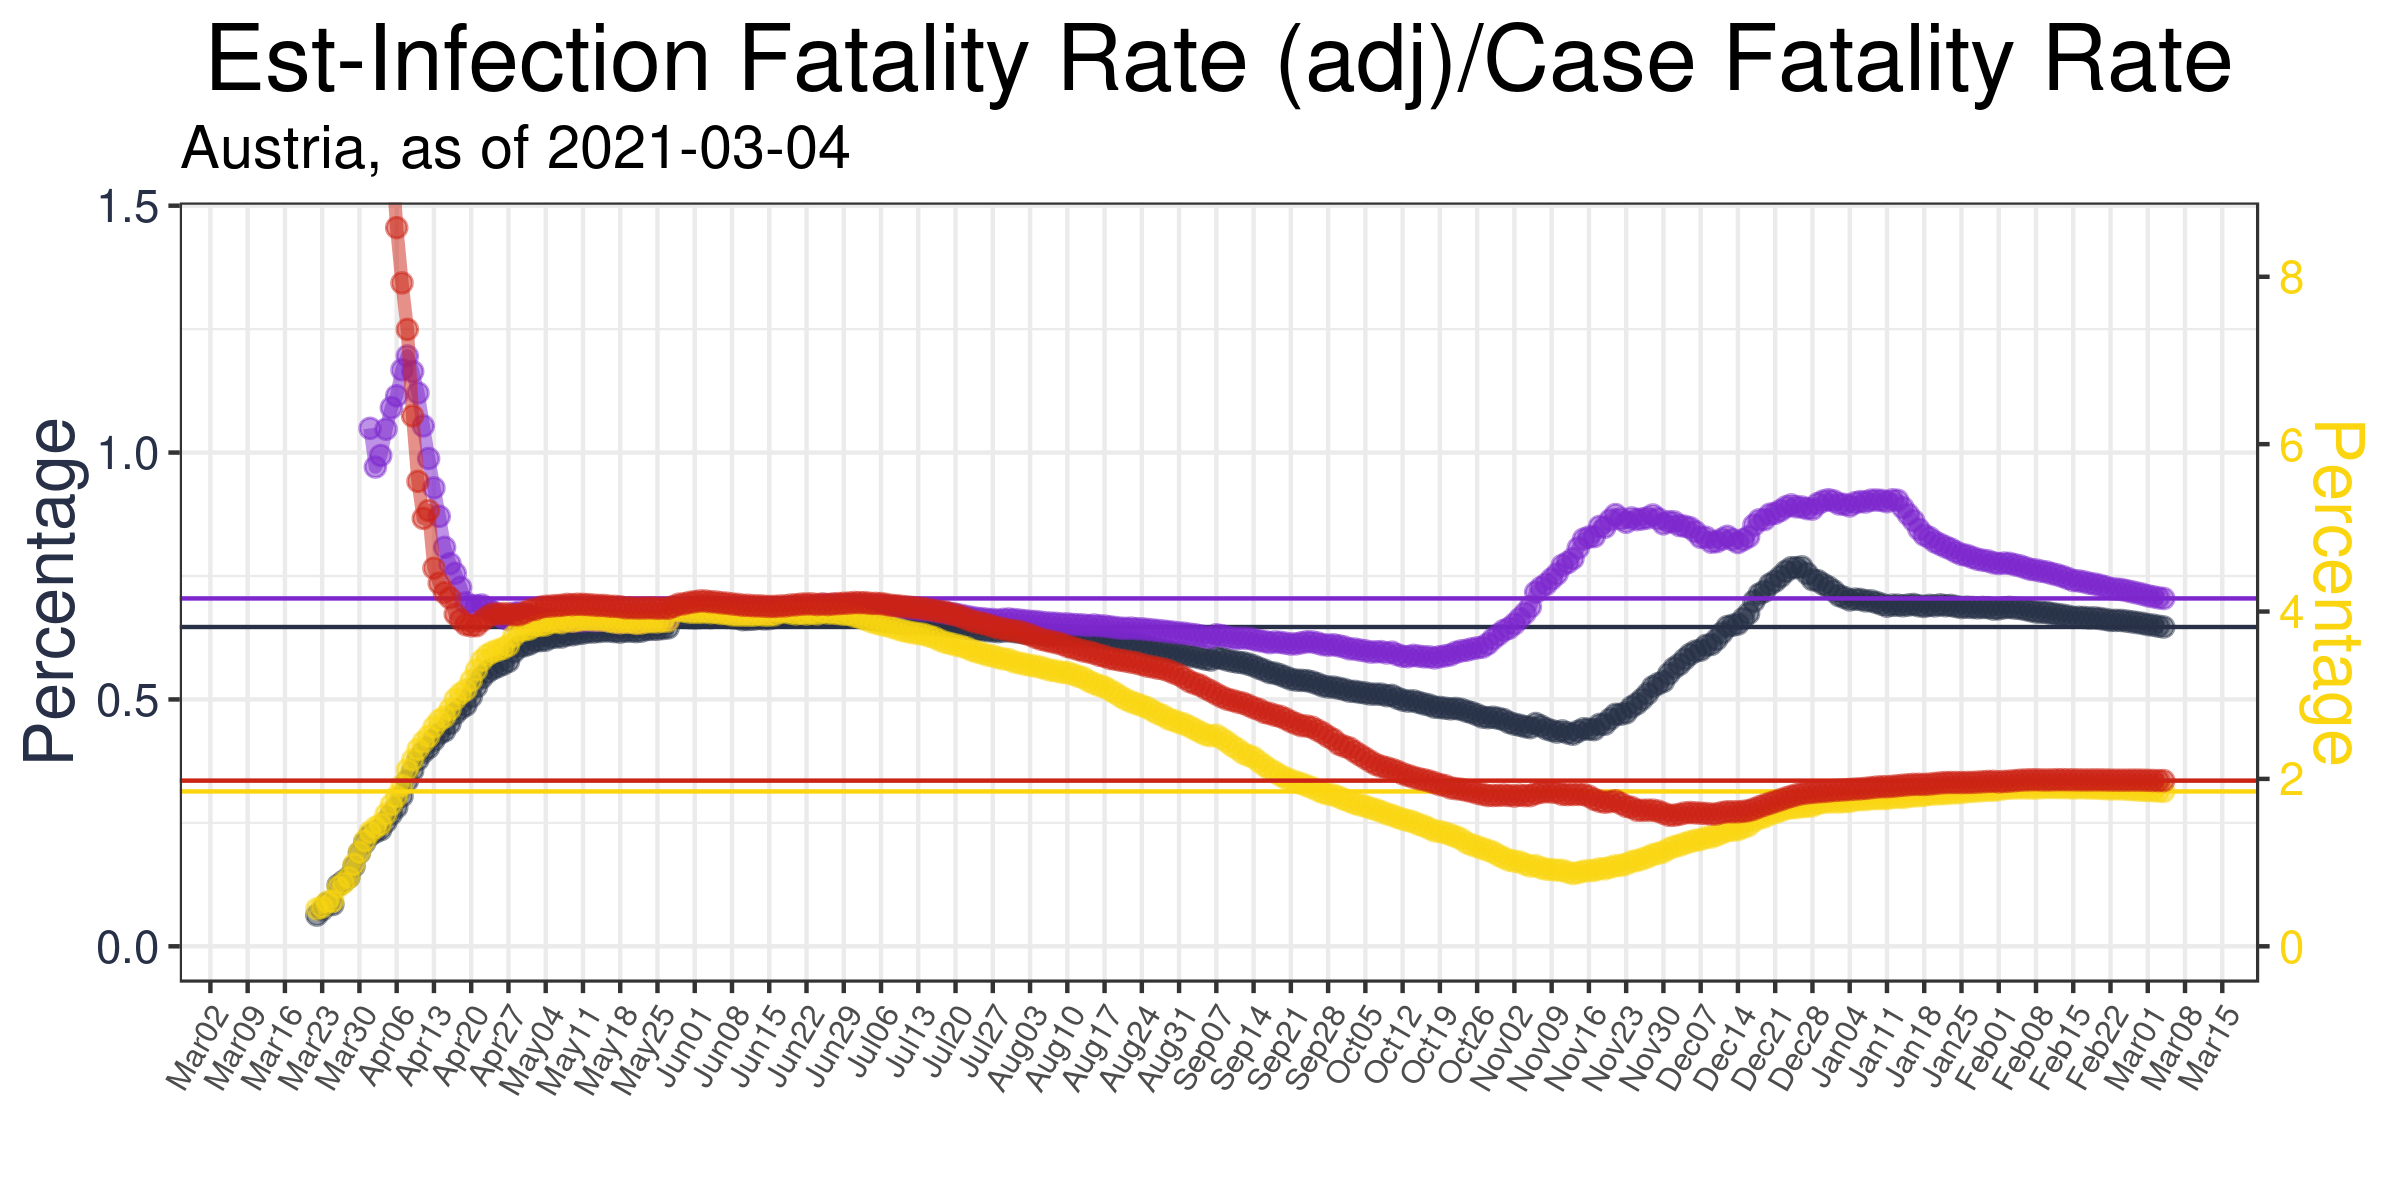 Est-Infection Fatality Rate (adj)/Case Fatality Rate
Austria, as of 2021-03-04
Percentage
1.5
1.0
0.5
0.0
8
6
4
2
0
Percentage
Mar02
Mar09
Mar16
Mar23
Mar30
Apr06
Apr13
Apr20
Apr27
May04
May11
May18
May25
Jun01
Jun08
Jun15
Jun22
Jun29
Jul06
Jul13
Jul20
Jul27
Aug03
Aug10
Aug17
Aug24
Aug31
Sep07
Sep14
Sep21
Sep28
Oct05
Oct12
Oct19
Oct26
Nov02
Nov09
Nov16
Nov23
Nov30
Dec07
Dec14
Dec21
Dec28
Jan04
Jan11
Jan18
Jan25
Feb01
Feb08
Feb15
Feb22
Mar01
Mar08
Mar15